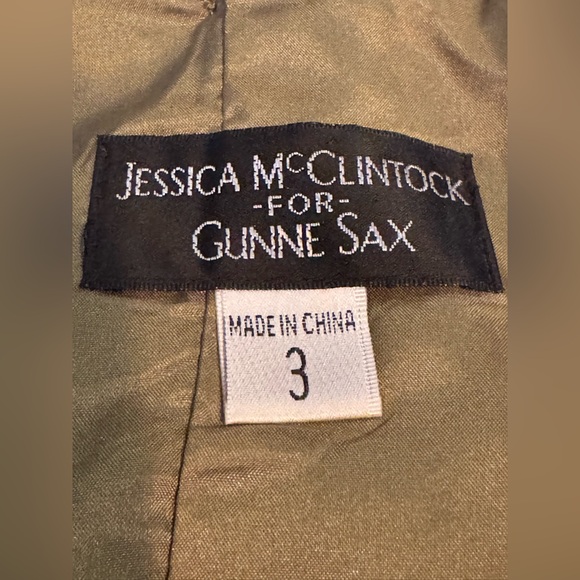 JESSICA MCCLINTOCK
-FOR-
GUNNE SAX
MADE IN CHINA
3